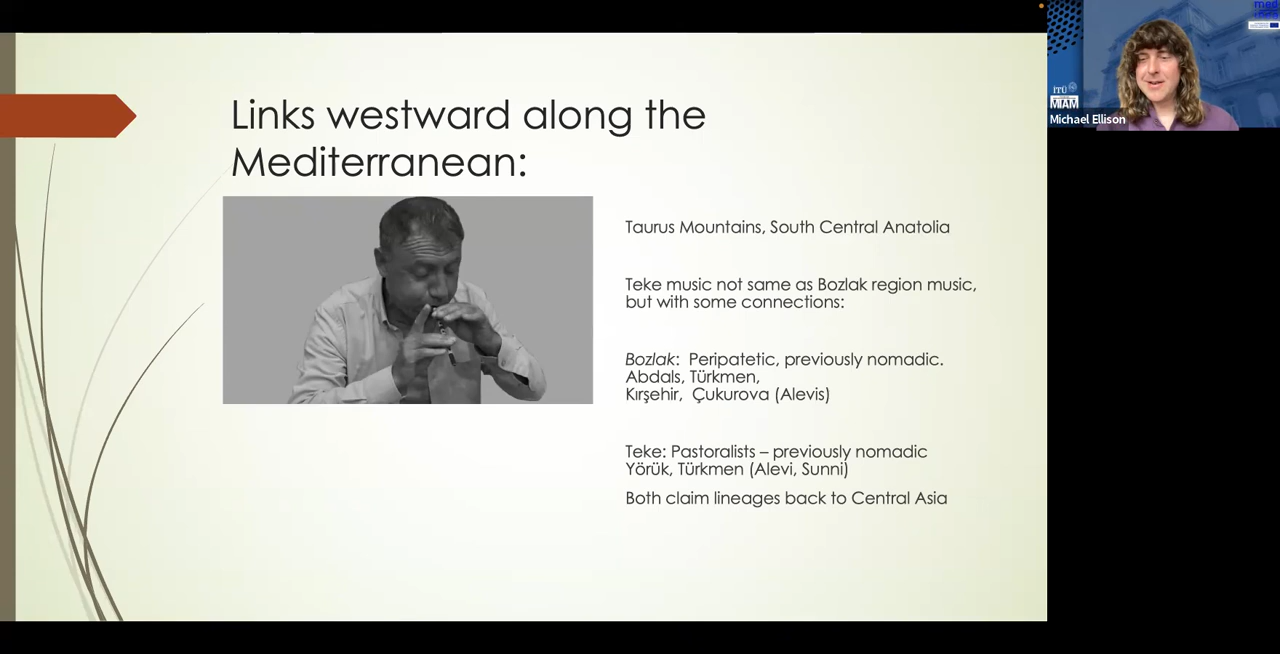 Links westward along the
Mediterranean:
Taurus Mountains, South Central Anatolia
Teke music not same as Bozlak region music,
but with some connections:
Bozlak: Peripatetic, previously nomadic.
Abdals, Türkmen,
Kırşehir, Çukurova (Alevis)
Teke: Pastoralists – previously nomadic
Yörük, Türkmen (Alevi, Sunni)
Both claim lineages back to Central Asia
med
İTÜ
MIAM
Michael Ellison